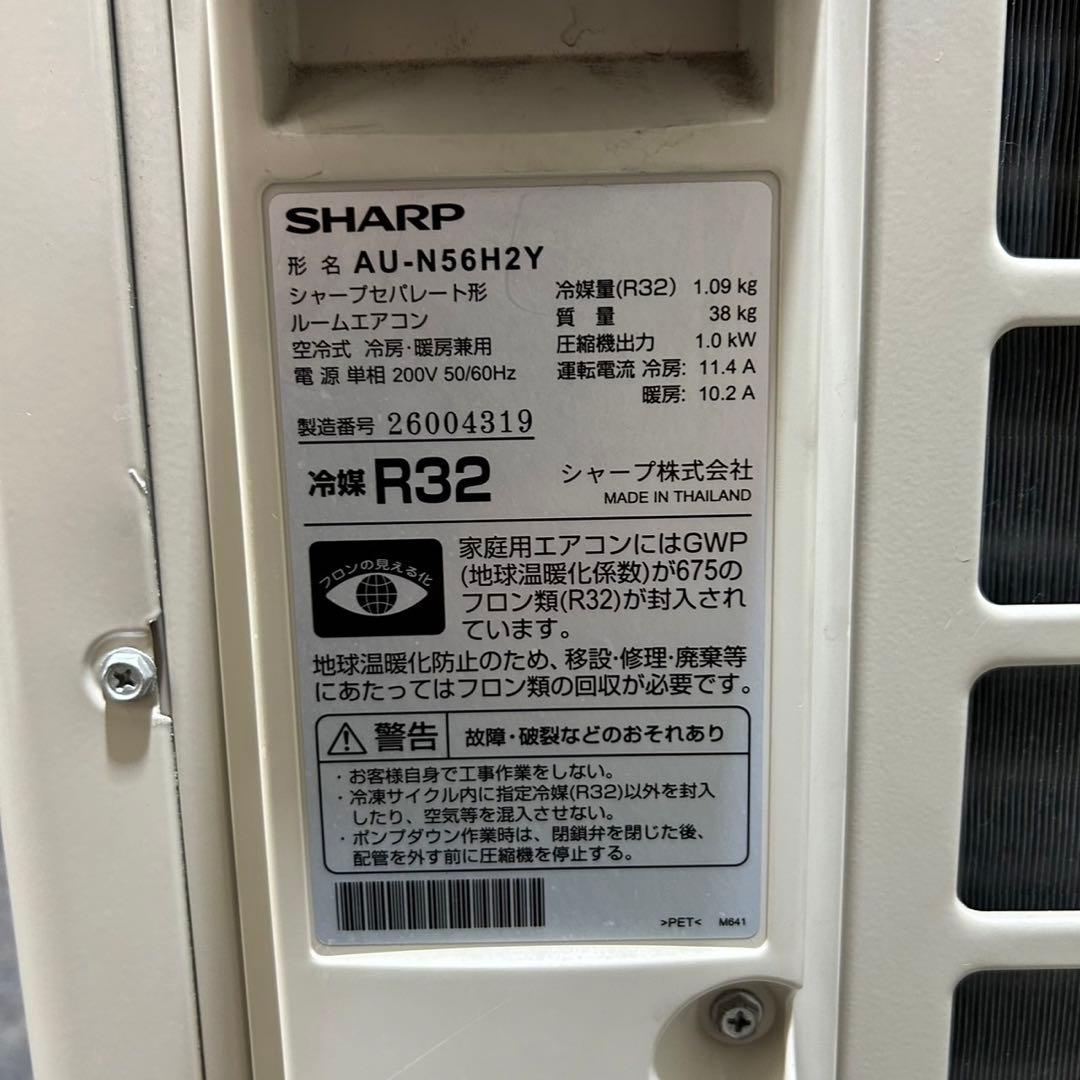 SHARP
形 名 AU-N56H2Y
シャープセパレート形
ルームエアコン
空冷式 冷房・暖房兼用
電 源 単相 200V 50/60Hz
冷媒量(R32) 1.09 kg
質 量 38 kg
圧縮機出力 1.0 kW
運転電流 冷房: 11.4 A
暖房: 10.2 A
製造番号 26004319
冷媒 R32
シャープ株式会社
MADE IN THAILAND
フロンの見える化
家庭用エアコンにはGWP
(地球温暖化係数)が675の
フロン類(R32)が封入され
ています。
地球温暖化防止のため、移設・修理・廃棄等
にあたってはフロン類の回収が必要です。
警告 故障・破裂などのおそれあり
・お客様自身で工事作業をしない。
・冷凍サイクル内に指定冷媒(R32)以外を封入
したり、空気等を混入させない。
・ポンプダウン作業時は、閉鎖弁を閉じた後、
配管を外す前に圧縮機を停止する。
>PET< M641